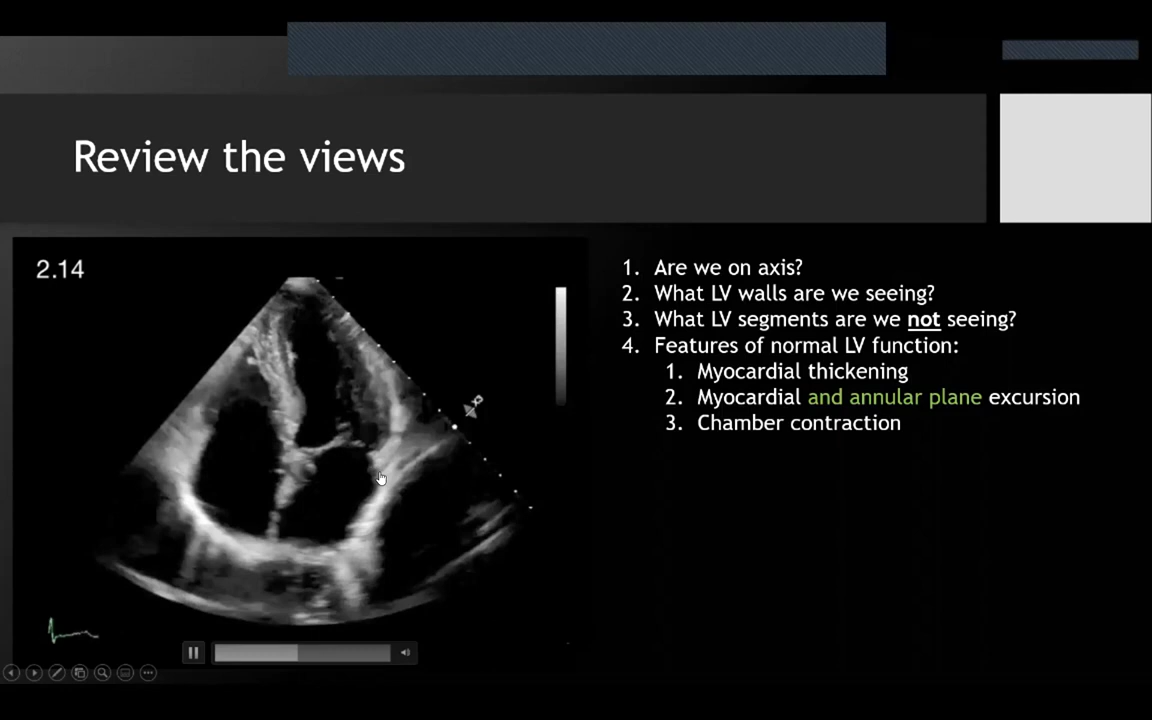 Review the views
2.14
1. Are we on axis?
2. What LV walls are we seeing?
3. What LV segments are we not seeing?
4. Features of normal LV function:
1. Myocardial thickening
2. Myocardial and annular plane excursion
3. Chamber contraction